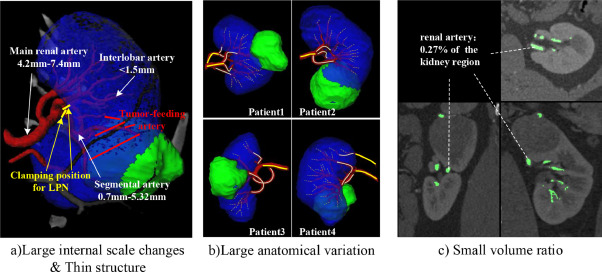 Main renal artery
4.2mm-7.4mm
Interlobar artery
<1.5mm
Tumor-feeding
artery
Clamping position
for LPN
Segmental artery
0.7mm-5.32mm
a)Large internal scale changes
& Thin structure
Patient1
Patient2
Patient3
Patient4
b)Large anatomical variation
renal artery:
0.27% of the
kidney region
c) Small volume ratio